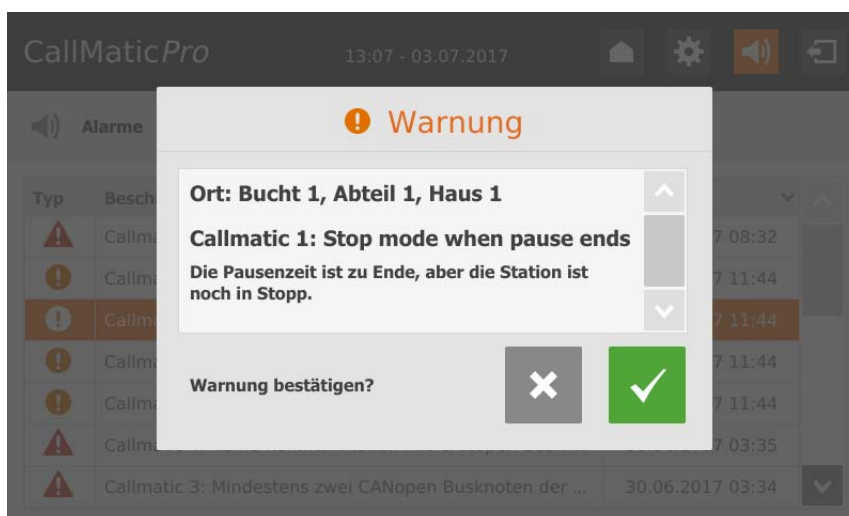 CallMaticPro 13:07 - 03.07.2017
Alarme
Warnung
Typ Besch
Ort: Bucht 1, Abteil 1, Haus 1
Callma 7 08:32
Callmatic 1: Stop mode when pause ends
Callma 7 11:44
Die Pausenzeit ist zu Ende, aber die Station ist
noch in Stopp.
Callma 7 11:44
Callma 7 11:44
Warnung bestätigen?
Callma 7 11:44
Callma 7 03:35
Callmatic 3: Mindestens zwei CANopen Busknoten der ... 30.06.2017 03:34